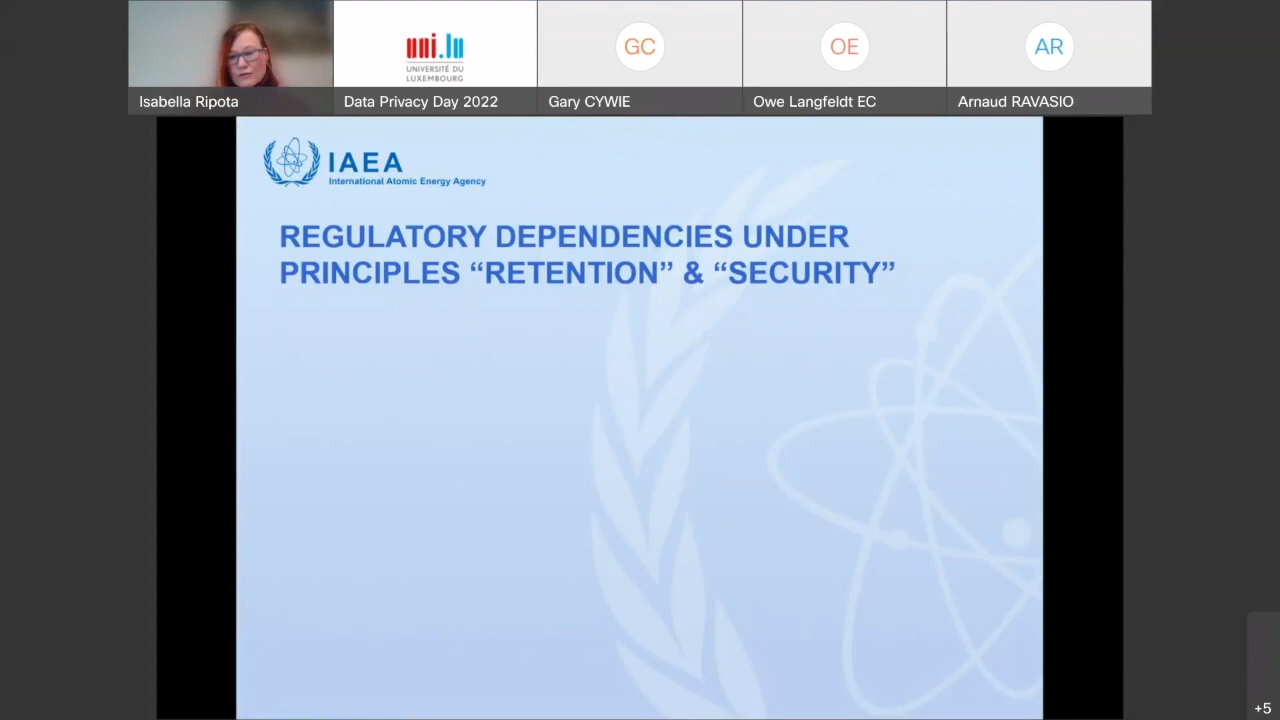 uni.lu
UNIVERSITÉ DU
LUXEMBOURG
GC
OE
AR
Isabella Ripota
Data Privacy Day 2022
Gary CYWIE
Owe Langfeldt EC
Arnaud RAVASIO
IAEA
International Atomic Energy Agency
REGULATORY DEPENDENCIES UNDER
PRINCIPLES “RETENTION” & “SECURITY”
+5